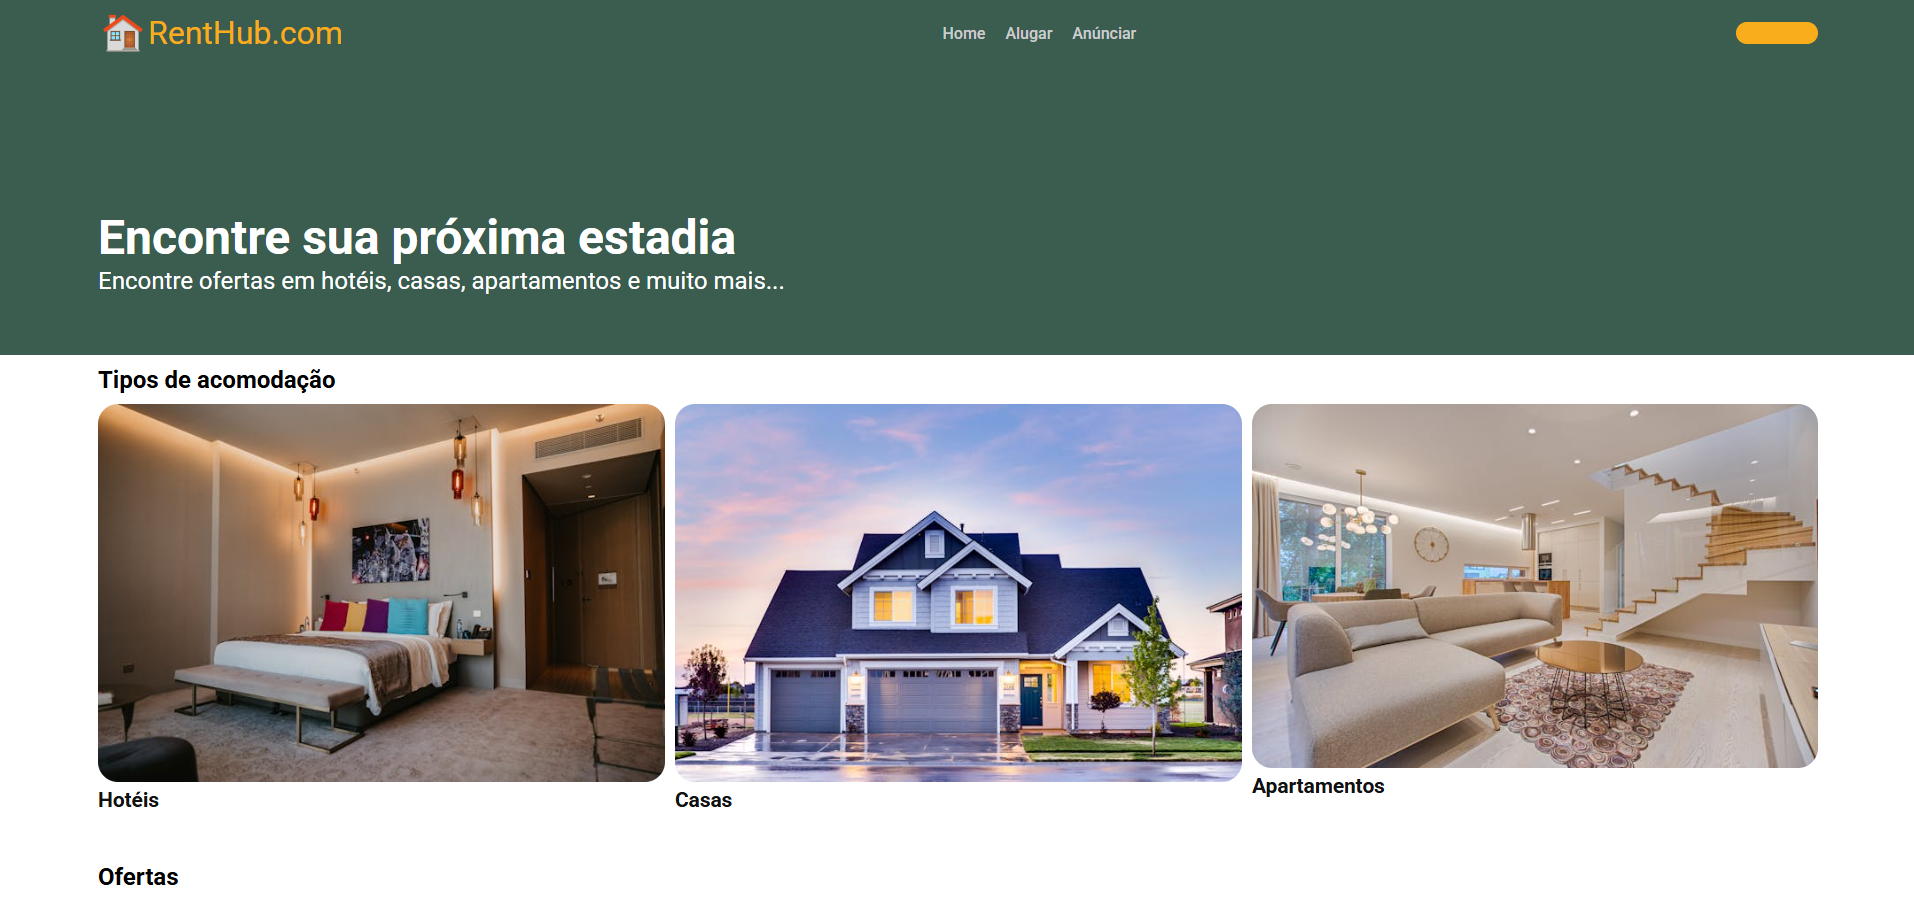 RentHub.com
Home Alugar Anúnciar
Encontre sua próxima estadia
Encontre ofertas em hotéis, casas, apartamentos e muito mais...
Tipos de acomodação
Hotéis
Casas
Apartamentos
Ofertas